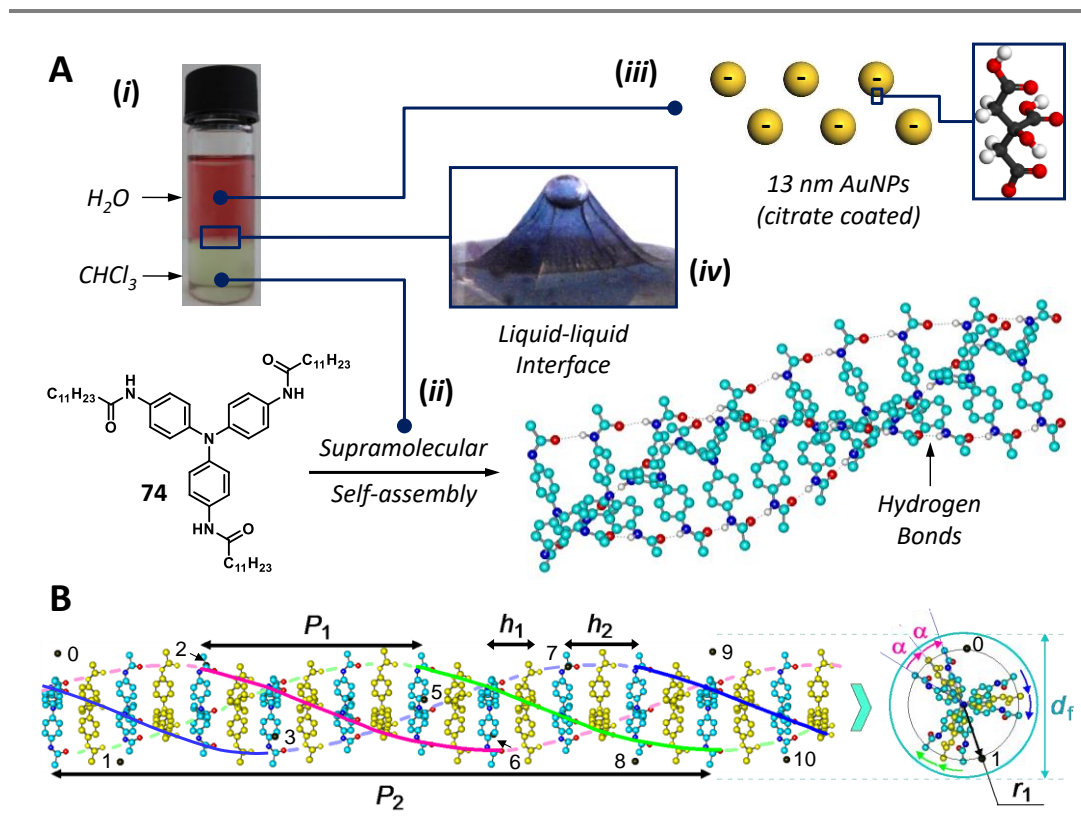 A
(i)
H2O
CHCl3
(iii)
- - -
- - -
13 nm AuNPs
(citrate coated)
(iv)
Liquid-liquid
Interface
C11H23
O
NH
H
N
C11H23
O
N
74
NH
O
C11H23
(ii)
Supramolecular
Self-assembly
Hydrogen
Bonds
B
0
2
P1
h1
h2
7
9
5
1
3
6
8
10
P2
α
α
0
1
df
r1